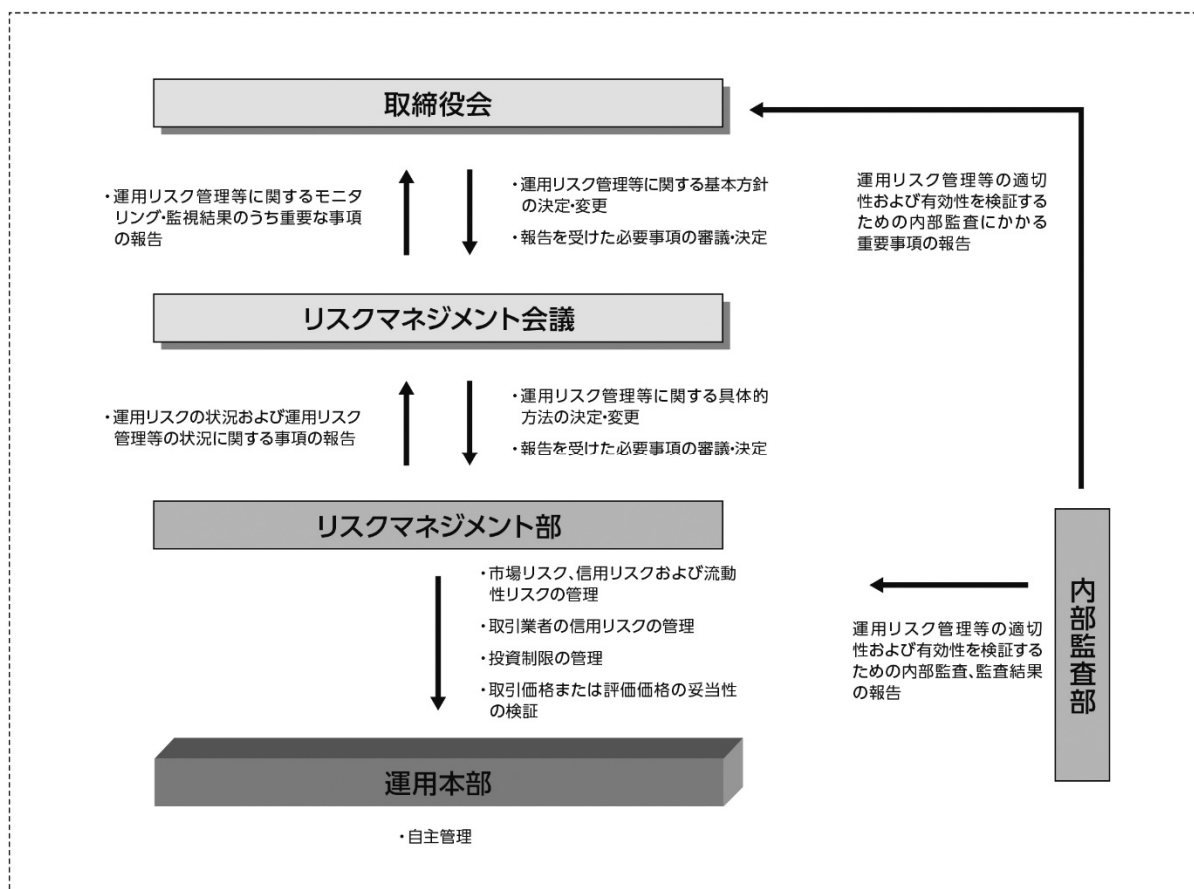 取締役会
・運用リスク管理等に関するモニタ
リング・監視結果のうち重要な事項
の報告
・運用リスク管理等に関する基本方針
の決定・変更
・報告を受けた必要事項の審議・決定
運用リスク管理等の適切
性および有効性を検証する
ための内部監査にかかる
重要事項の報告
リスクマネジメント会議
・運用リスクの状況および運用リスク
管理等の状況に関する事項の報告
・運用リスク管理等に関する具体的
方法の決定・変更
・報告を受けた必要事項の審議・決定
リスクマネジメント部
・市場リスク、信用リスクおよび流動
性リスクの管理
・取引業者の信用リスクの管理
・投資制限の管理
・取引価格または評価価格の妥当性
の検証
運用リスク管理等の適切
性および有効性を検証する
ための内部監査、監査結果
の報告
内部監査部
運用本部
・自主管理